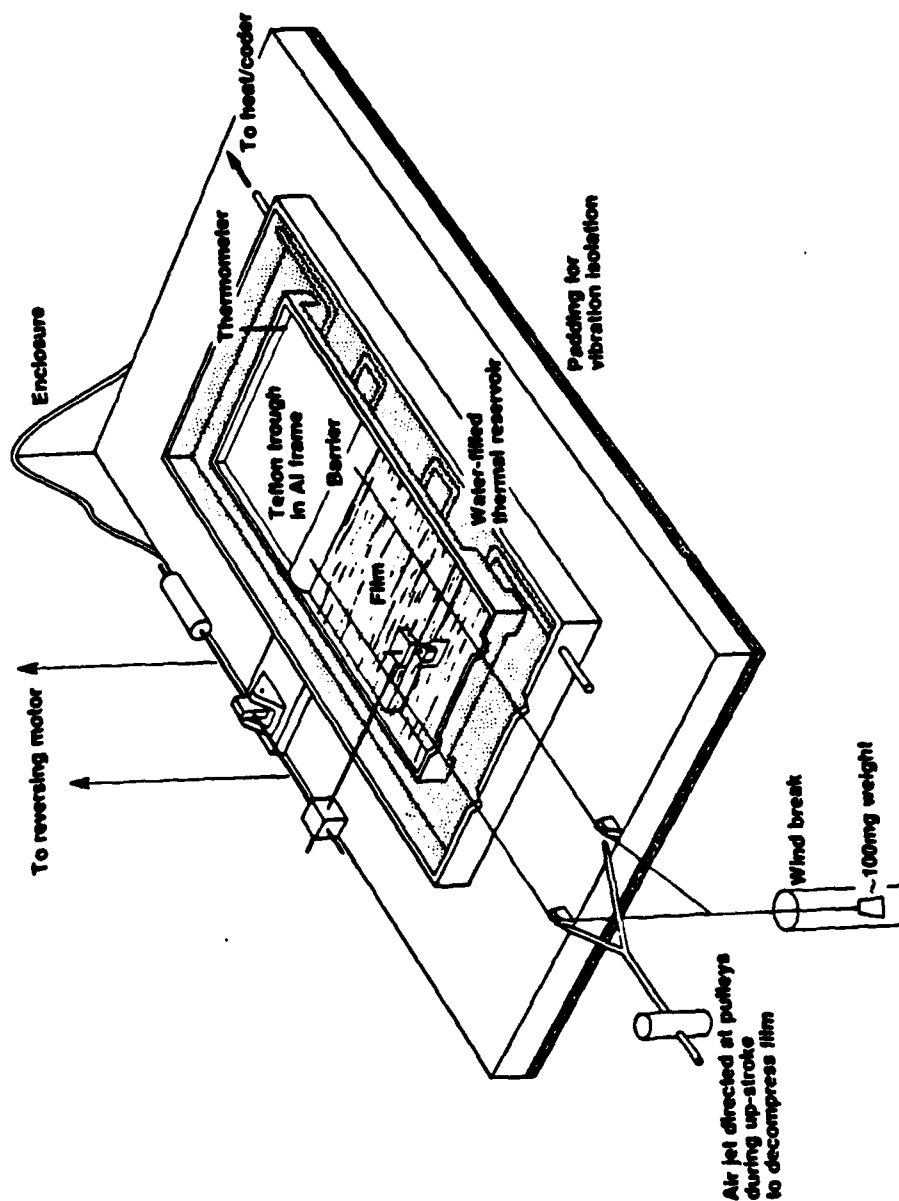 Enclosure
To reversing motor
To heat/cooler
Thermometer
Teflon trough
in Al frame
Barrier
Film
Water-filled
thermal reservoir
Padding for
vibration isolation
Wind break
~100mg weight
Air jet directed at pulleys
during up-stroke
to decompress film